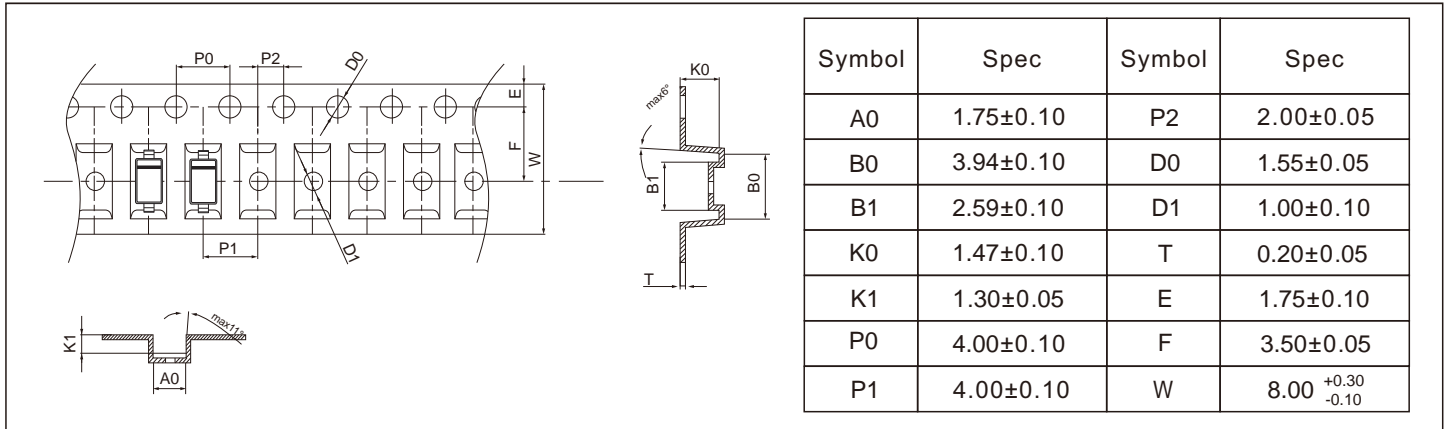 P0
P2
D0
E
F
W
P1
D1
K1
A0
max11°
K0
max6°
B1
B0
T
Symbol Spec Symbol Spec
A0 1.75±0.10 P2 2.00±0.05
B0 3.94±0.10 D0 1.55±0.05
B1 2.59±0.10 D1 1.00±0.10
K0 1.47±0.10 T 0.20±0.05
K1 1.30±0.05 E 1.75±0.10
P0 4.00±0.10 F 3.50±0.05
P1 4.00±0.10 W 8.00 +0.30 -0.10